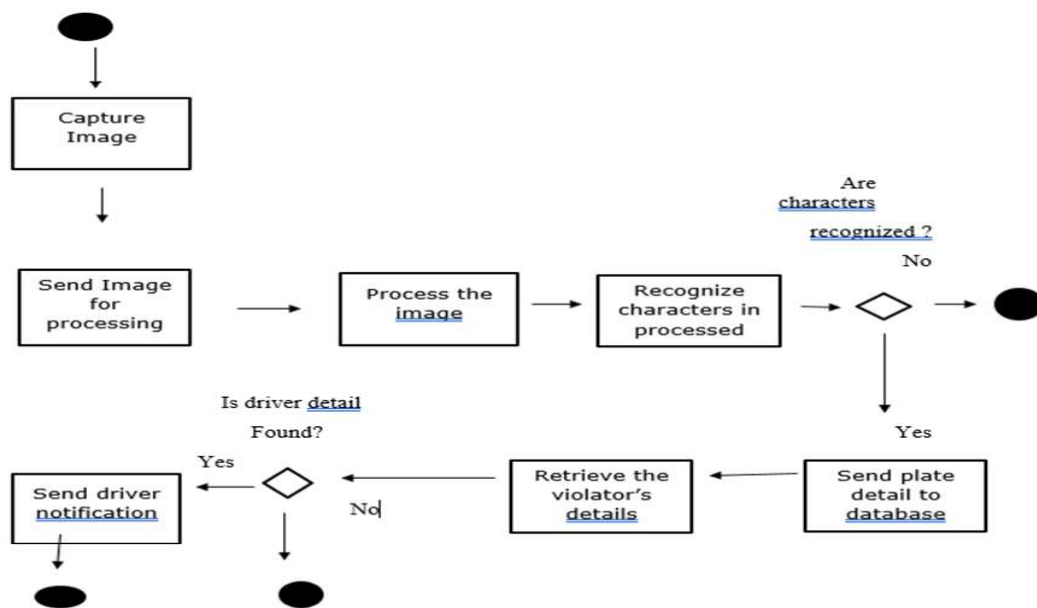 Capture
Image
Are
characters
recognized ?
No
Send Image
for
processing
Process the
image
Recognize
characters in
processed
Is driver detail
Found?
Yes
Yes
Send driver
notification
No
Retrieve the
violator's
details
Send plate
detail to
database